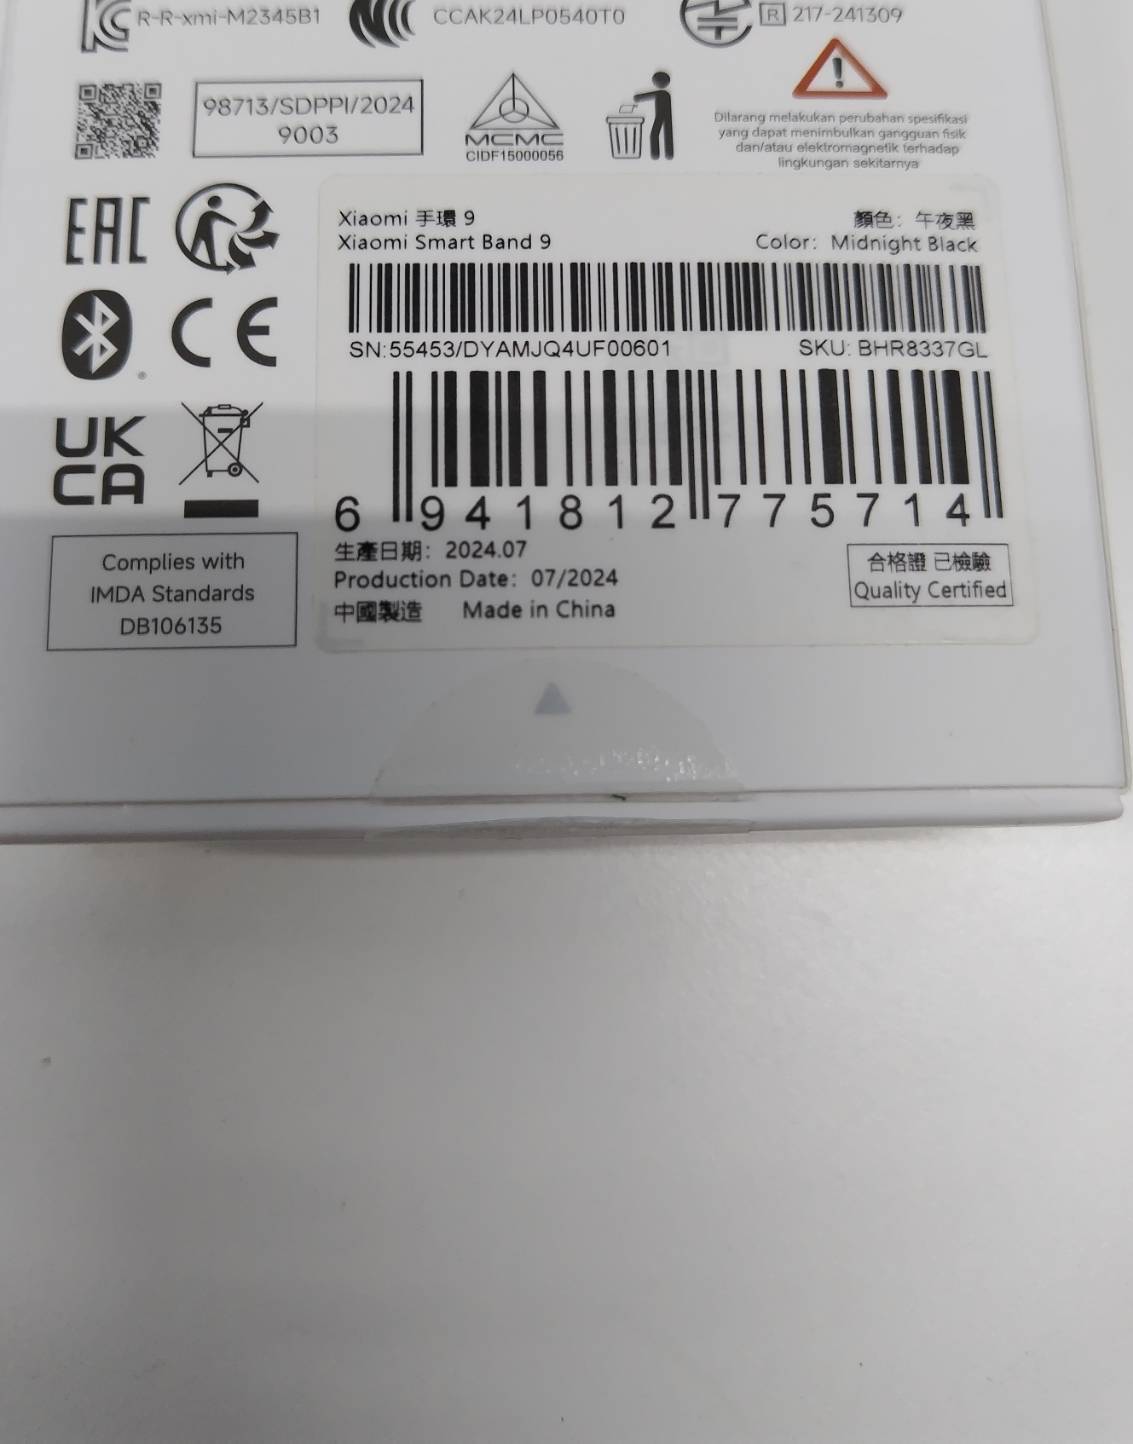 R-R-xmi-M2345B1
CCAK24LP0540T0
R 217-241309
98713/SDPPI/2024
9003
MCMC
CIDF15000056
Dilarang melakukan perubahan spesifikasi
yang dapat menimbulkan gangguan fisik
dan/atau elektromagnetik terhadap
lingkungan sekitarnya
EAC
Xiaomi 手環 9
顏色：午夜黑
Xiaomi Smart Band 9
Color: Midnight Black
CE
SN:55453/DYAMJQ4UF00601
SKU: BHR8337GL
UK
CA
6 941812 775714
生產日期：2024.07
Production Date: 07/2024
中國製造 Made in China
合格證 已檢驗
Quality Certified
Complies with
IMDA Standards
DB106135